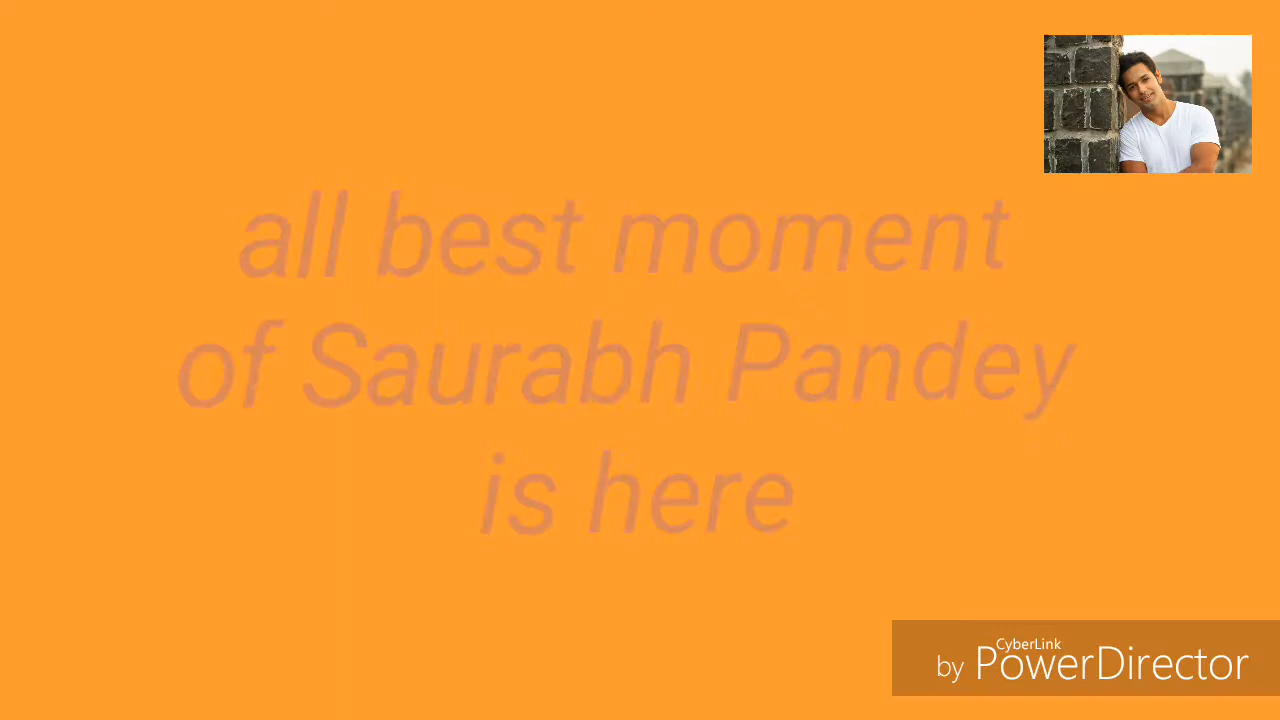 all best moment
of Saurabh Pandey
is here
CyberLink
by PowerDirector